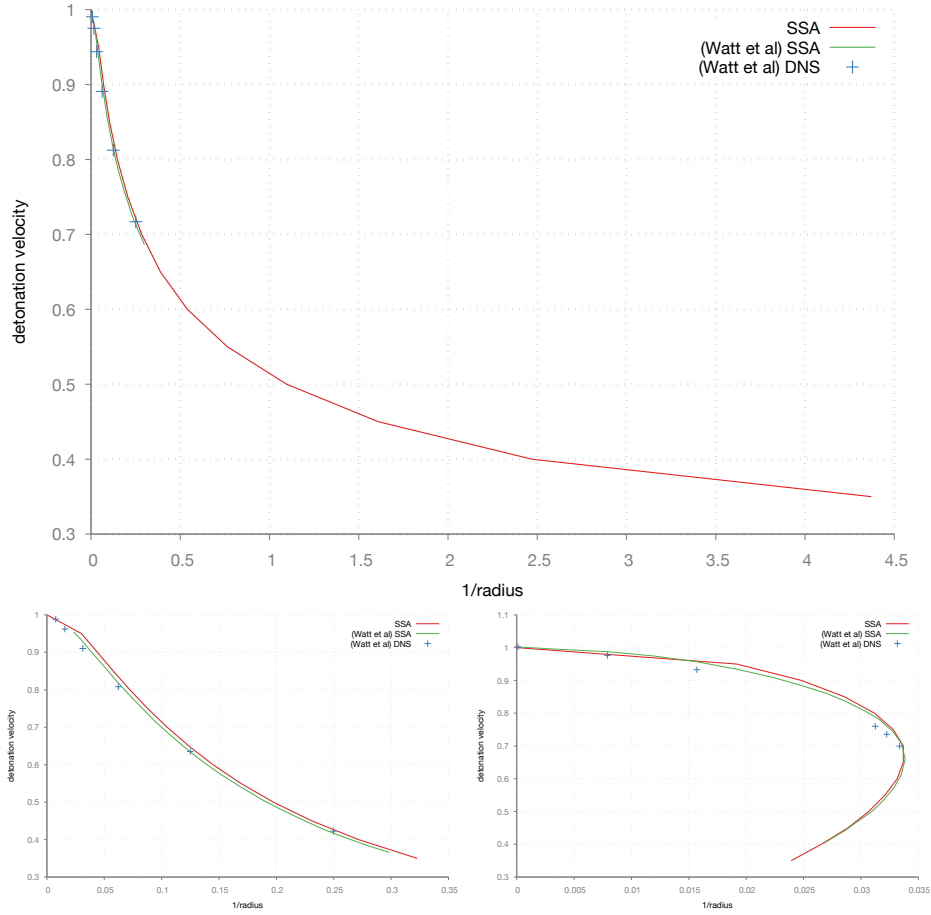 1
0.9
0.8
0.7
0.6
0.5
0.4
0.3
detonation velocity
SSA
(Watt et al) SSA
(Watt et al) DNS
0 0.5 1 1.5 2 2.5 3 3.5 4 4.5
1/radius
1
0.9
0.8
0.7
0.6
0.5
0.4
0.3
detonation velocity
SSA
(Watt et al) SSA
(Watt et al) DNS
0 0.05 0.1 0.15 0.2 0.25 0.3 0.35
1/radius
1.1
1
0.9
0.8
0.7
0.6
0.5
0.4
0.3
detonation velocity
SSA
(Watt et al) SSA
(Watt et al) DNS
0 0.005 0.01 0.015 0.02 0.025 0.03 0.035
1/radius